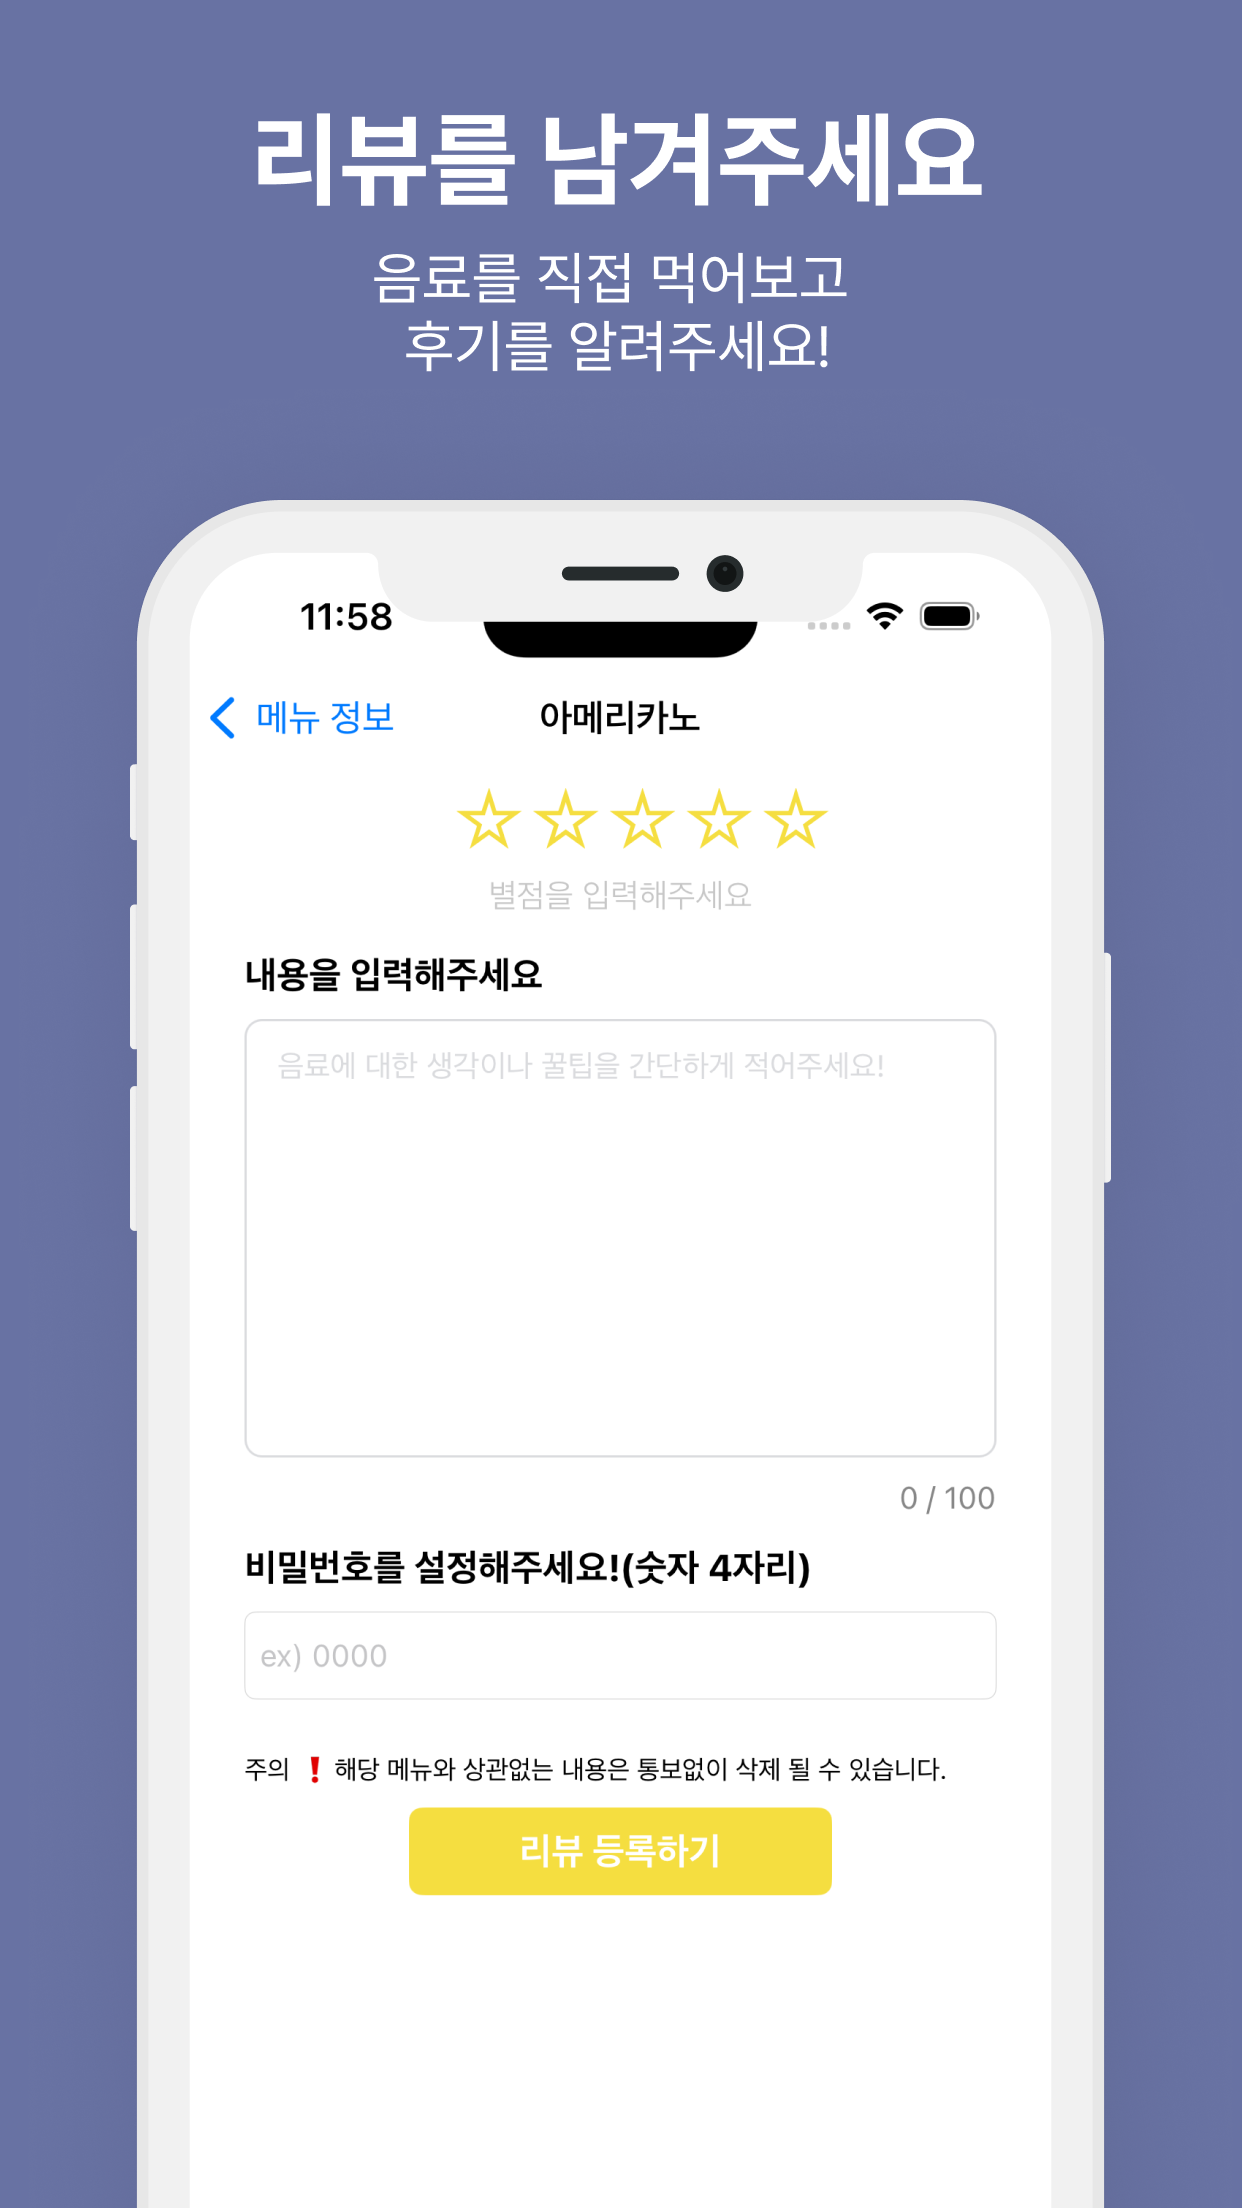 리뷰를 남겨주세요
음료를 직접 먹어보고
후기를 알려주세요!
11:58
메뉴 정보
아메리카노
별점을 입력해주세요
내용을 입력해주세요
음료에 대한 생각이나 꿀팁을 간단하게 적어주세요!
0 / 100
비밀번호를 설정해주세요!(숫자 4자리)
ex) 0000
주의 ❗ 해당 메뉴와 상관없는 내용은 통보없이 삭제 될 수 있습니다.
리뷰 등록하기